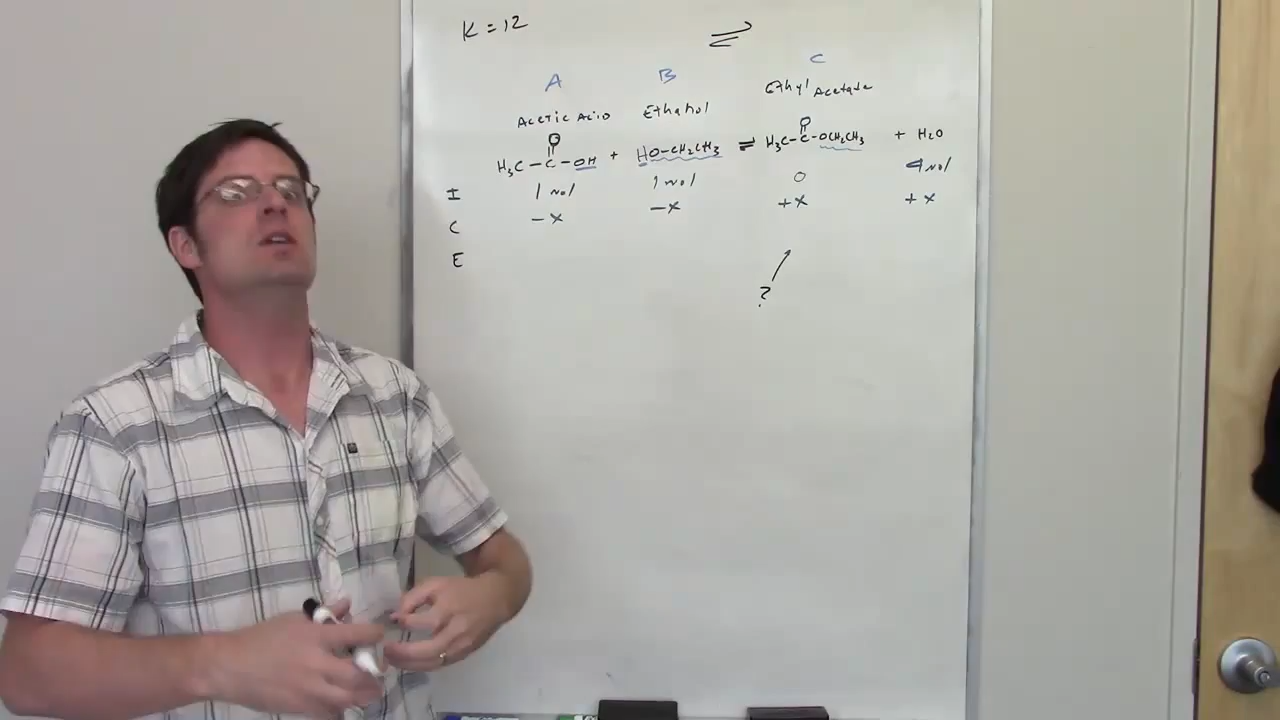 K = 12
⇌
A B C
Acetic Acid Ethanol Ethyl Acetate
O O
H₃C – C – OH + HO–CH₂CH₃ ⇌ H₃C – C – OCH₂CH₃ + H₂O
I 1 mol 1 mol 0 mol
C –x –x +x +x
E
?